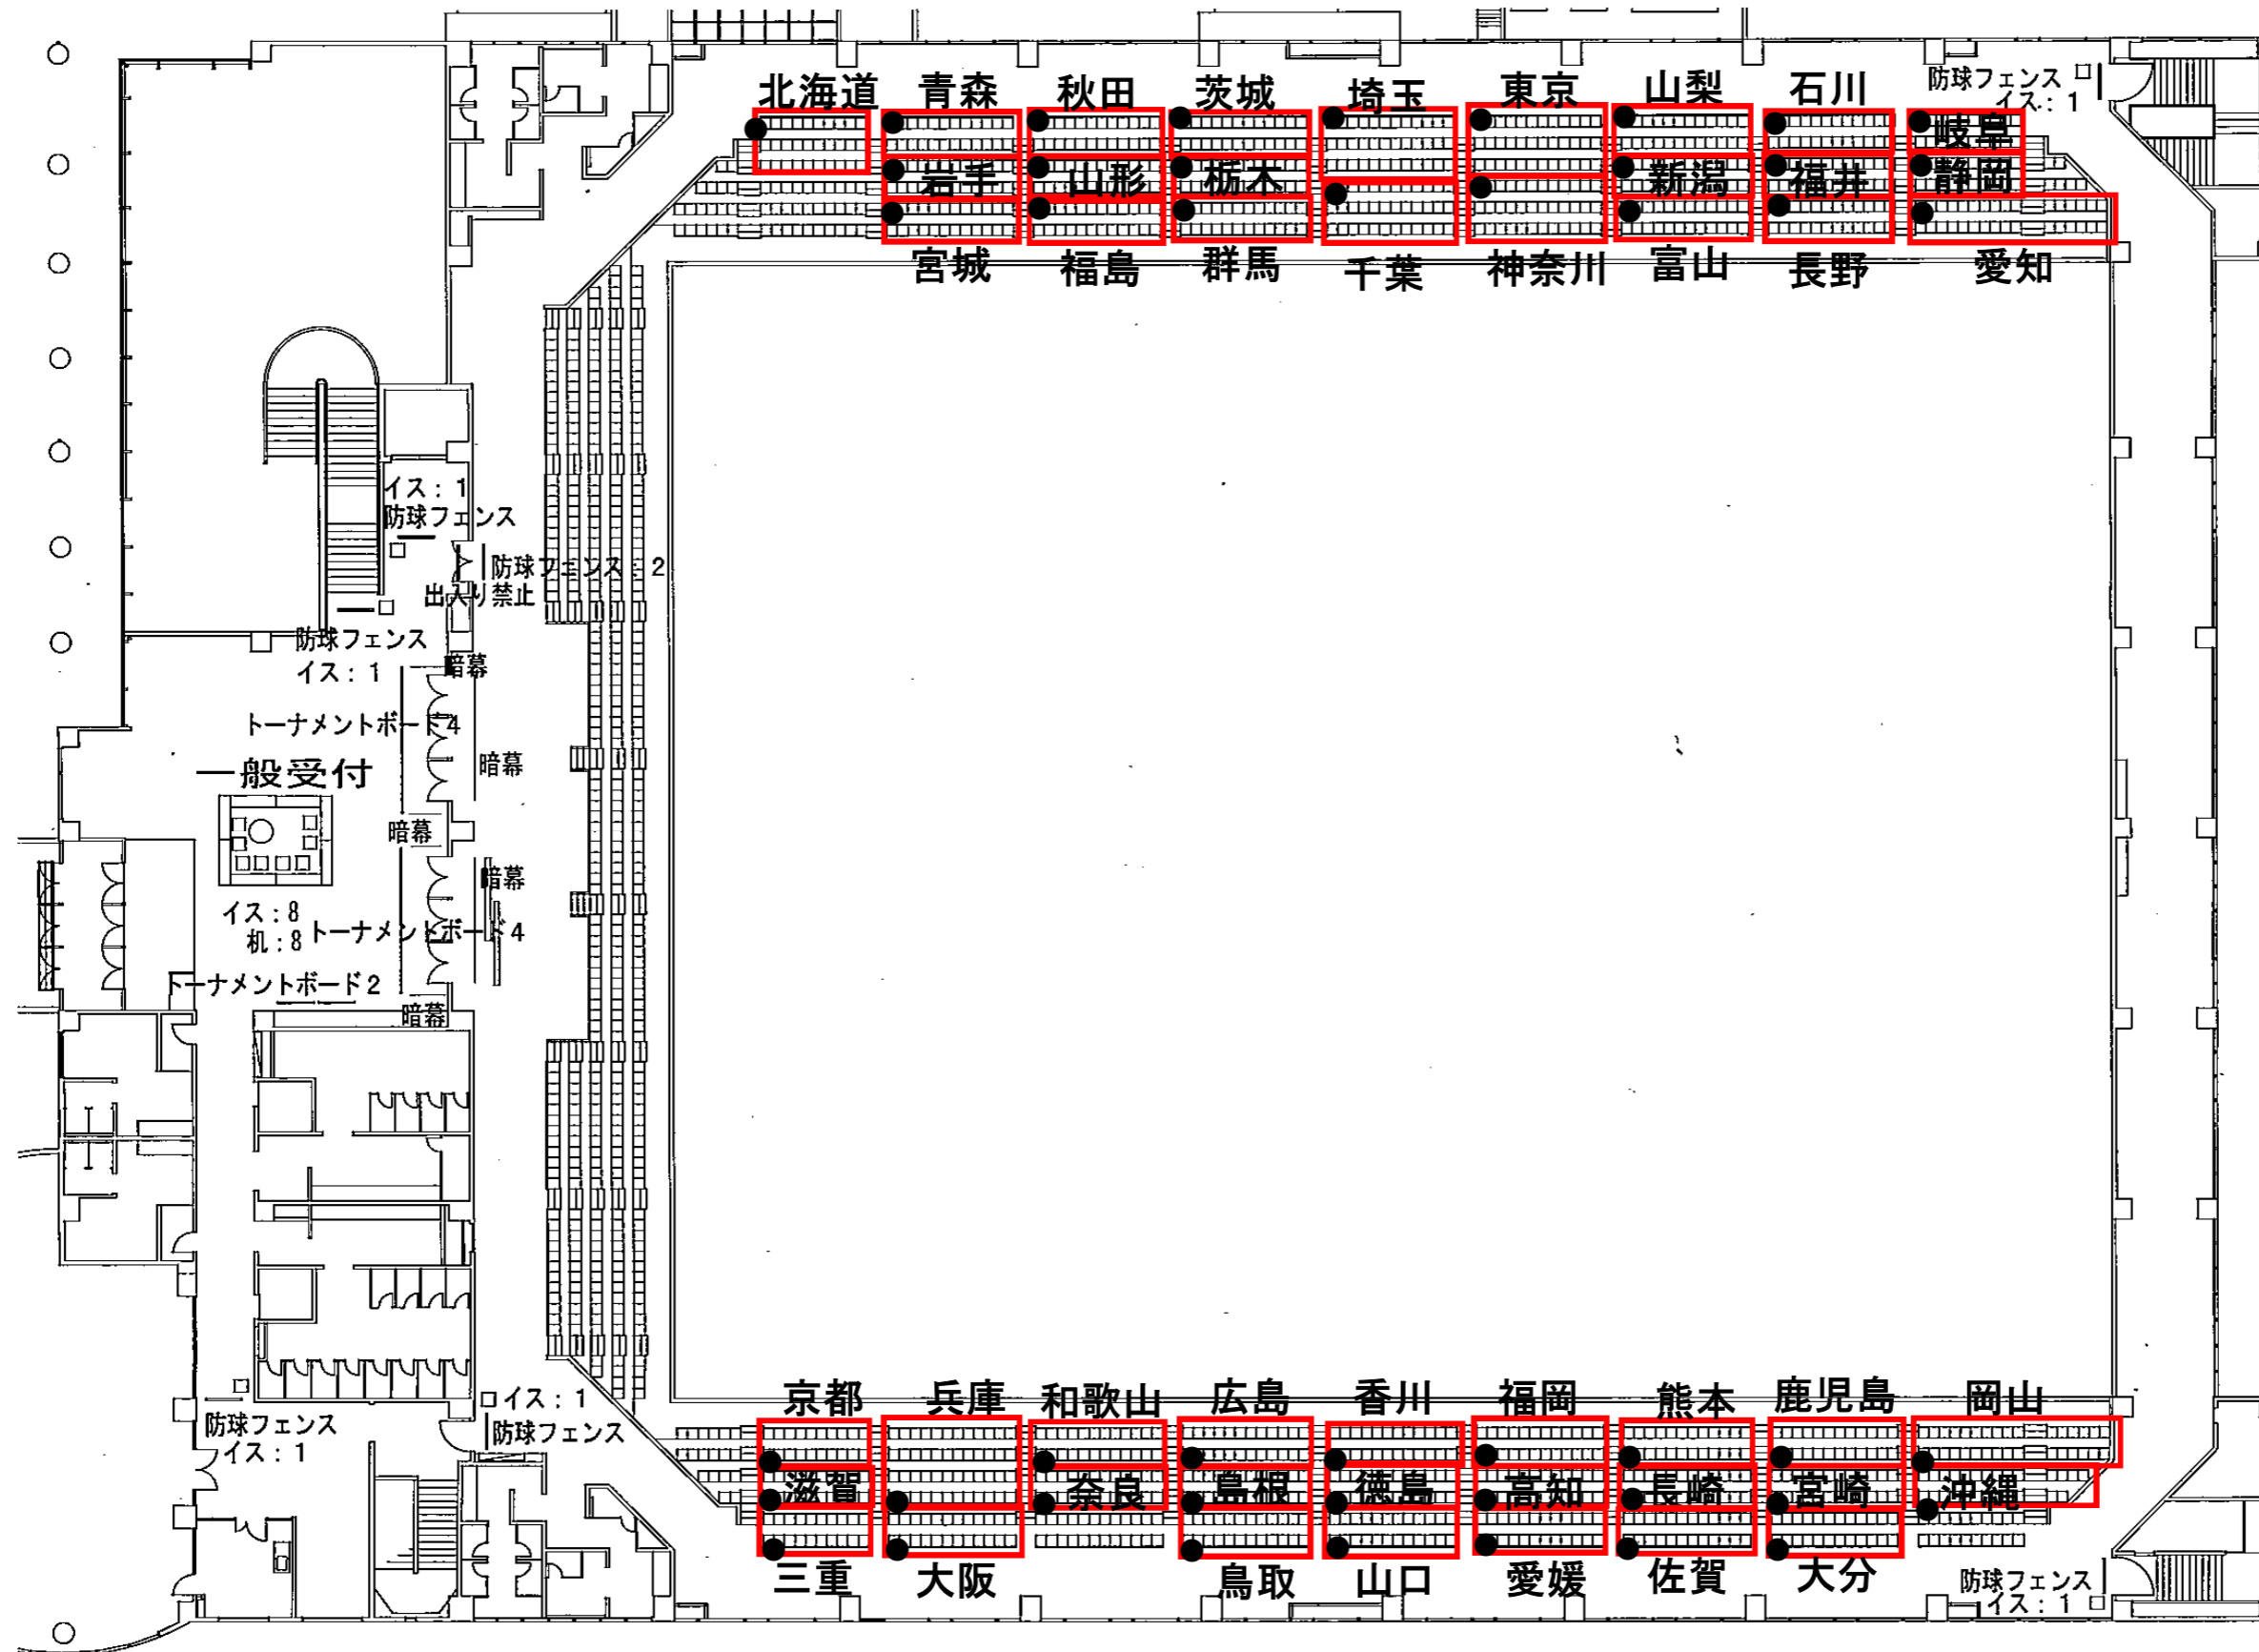 北海道 青森 秋田 茨城 埼玉 東京 山梨 石川
防球フェンス
イス：1
岐阜
岩手 山形 栃木 新潟 福井 静岡
宮城 福島 群馬 千葉 神奈川 富山 長野 愛知
イス：1
防球フェンス
防球フェンス：2
出入り禁止
防球フェンス
イス：1
暗幕
トーナメントボード4
一般受付
暗幕
暗幕
暗幕
イス：8
机：8
トーナメントボード4
トーナメントボード2
暗幕
京都 兵庫 和歌山 広島 香川 福岡 熊本 鹿児島 岡山
イス：1
防球フェンス
防球フェンス
イス：1
滋賀 奈良 島根 徳島 高知 長崎 宮崎 沖縄
三重 大阪 鳥取 山口 愛媛 佐賀 大分
防球フェンス
イス：1